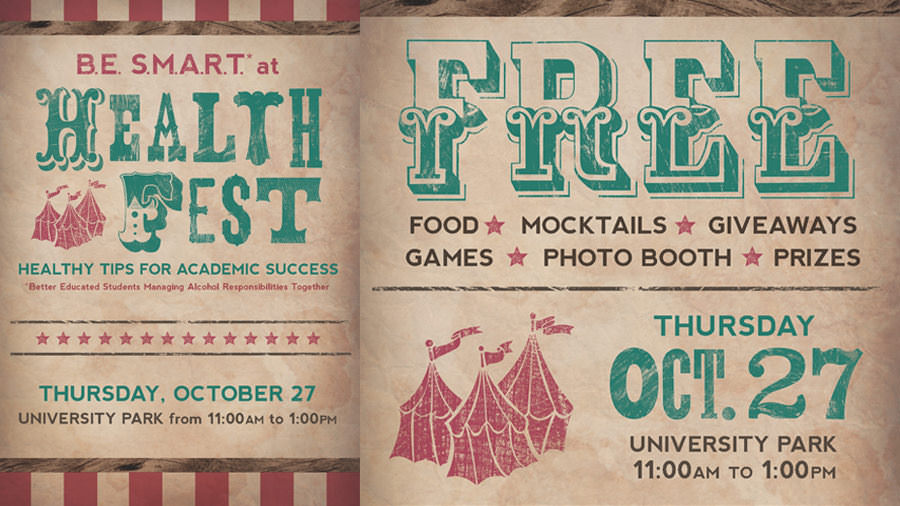 B.E. S.M.A.R.T.* at
HEALTH
FEST
HEALTHY TIPS FOR ACADEMIC SUCCESS
*Better Educated Students Managing Alcohol Responsibilities Together
THURSDAY, OCTOBER 27
UNIVERSITY PARK from 11:00AM to 1:00PM
FREE
FOOD ★ MOCKTAILS ★ GIVEAWAYS
GAMES ★ PHOTO BOOTH ★ PRIZES
THURSDAY
OCT. 27
UNIVERSITY PARK
11:00AM TO 1:00PM